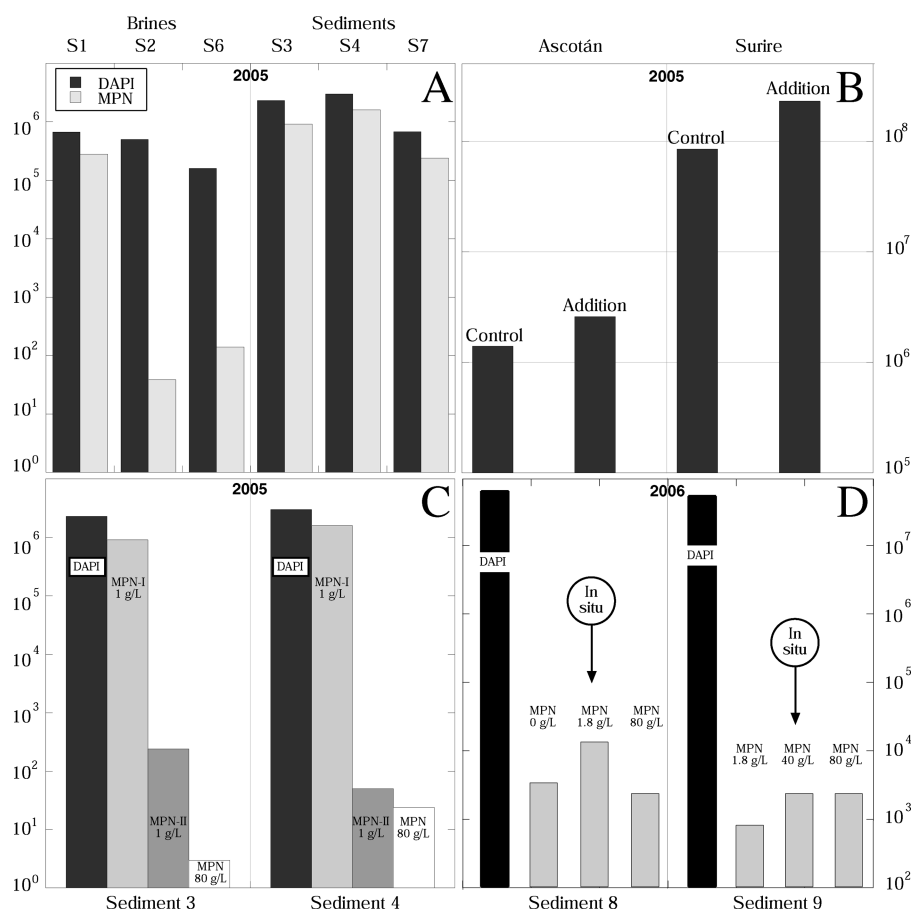 Brines Sediments
S1 S2 S6 S3 S4 S7
Ascotán Surire
2005
A
DAPI
MPN
10^6
10^5
10^4
10^3
10^2
10^1
10^0
2005
B
Control
Addition
Control
Addition
10^8
10^7
10^6
10^5
2005
C
10^6
10^5
10^4
10^3
10^2
10^1
10^0
DAPI
MPN-I
1 g/L
MPN-II
1 g/L
MPN
80 g/L
DAPI
MPN-I
1 g/L
MPN-II
1 g/L
MPN
80 g/L
Sediment 3 Sediment 4
2006
D
DAPI
In
situ
MPN
0 g/L
MPN
1.8 g/L
MPN
80 g/L
DAPI
In
situ
MPN
1.8 g/L
MPN
40 g/L
MPN
80 g/L
10^7
10^6
10^5
10^4
10^3
10^2
Sediment 8 Sediment 9